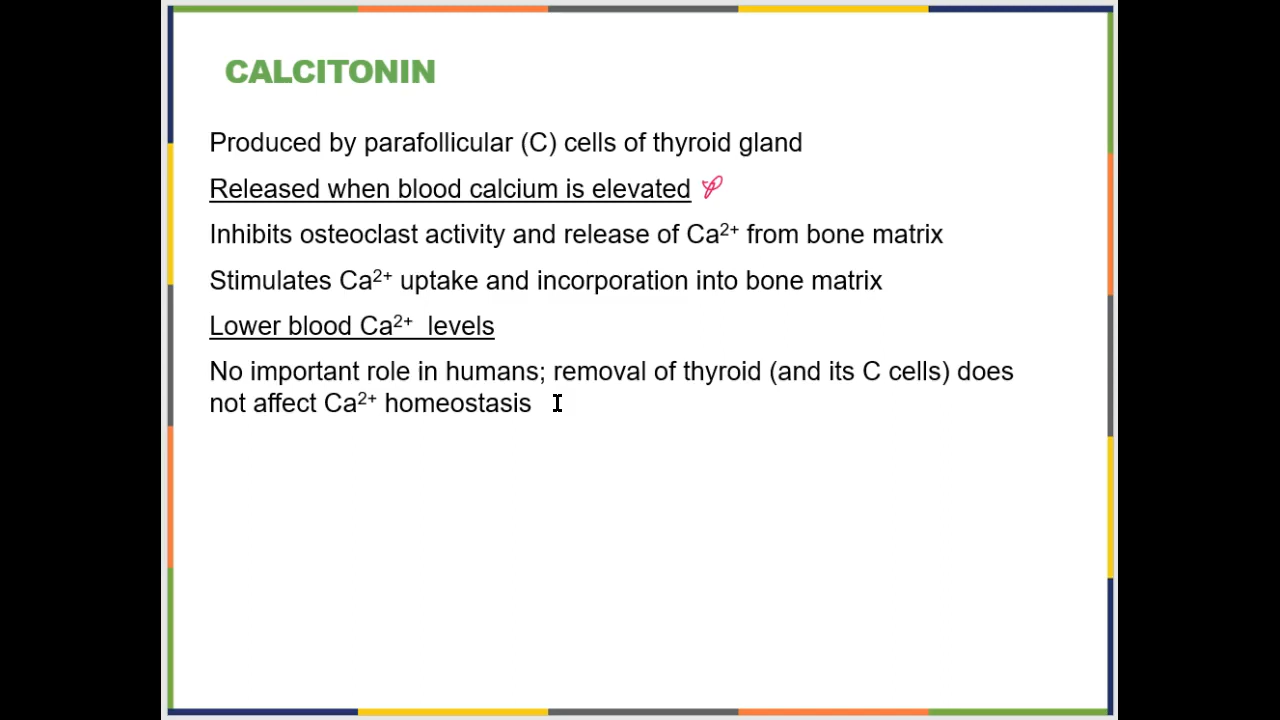 CALCITONIN
Produced by parafollicular (C) cells of thyroid gland
Released when blood calcium is elevated
Inhibits osteoclast activity and release of Ca²⁺ from bone matrix
Stimulates Ca²⁺ uptake and incorporation into bone matrix
Lower blood Ca²⁺ levels
No important role in humans; removal of thyroid (and its C cells) does
not affect Ca²⁺ homeostasis